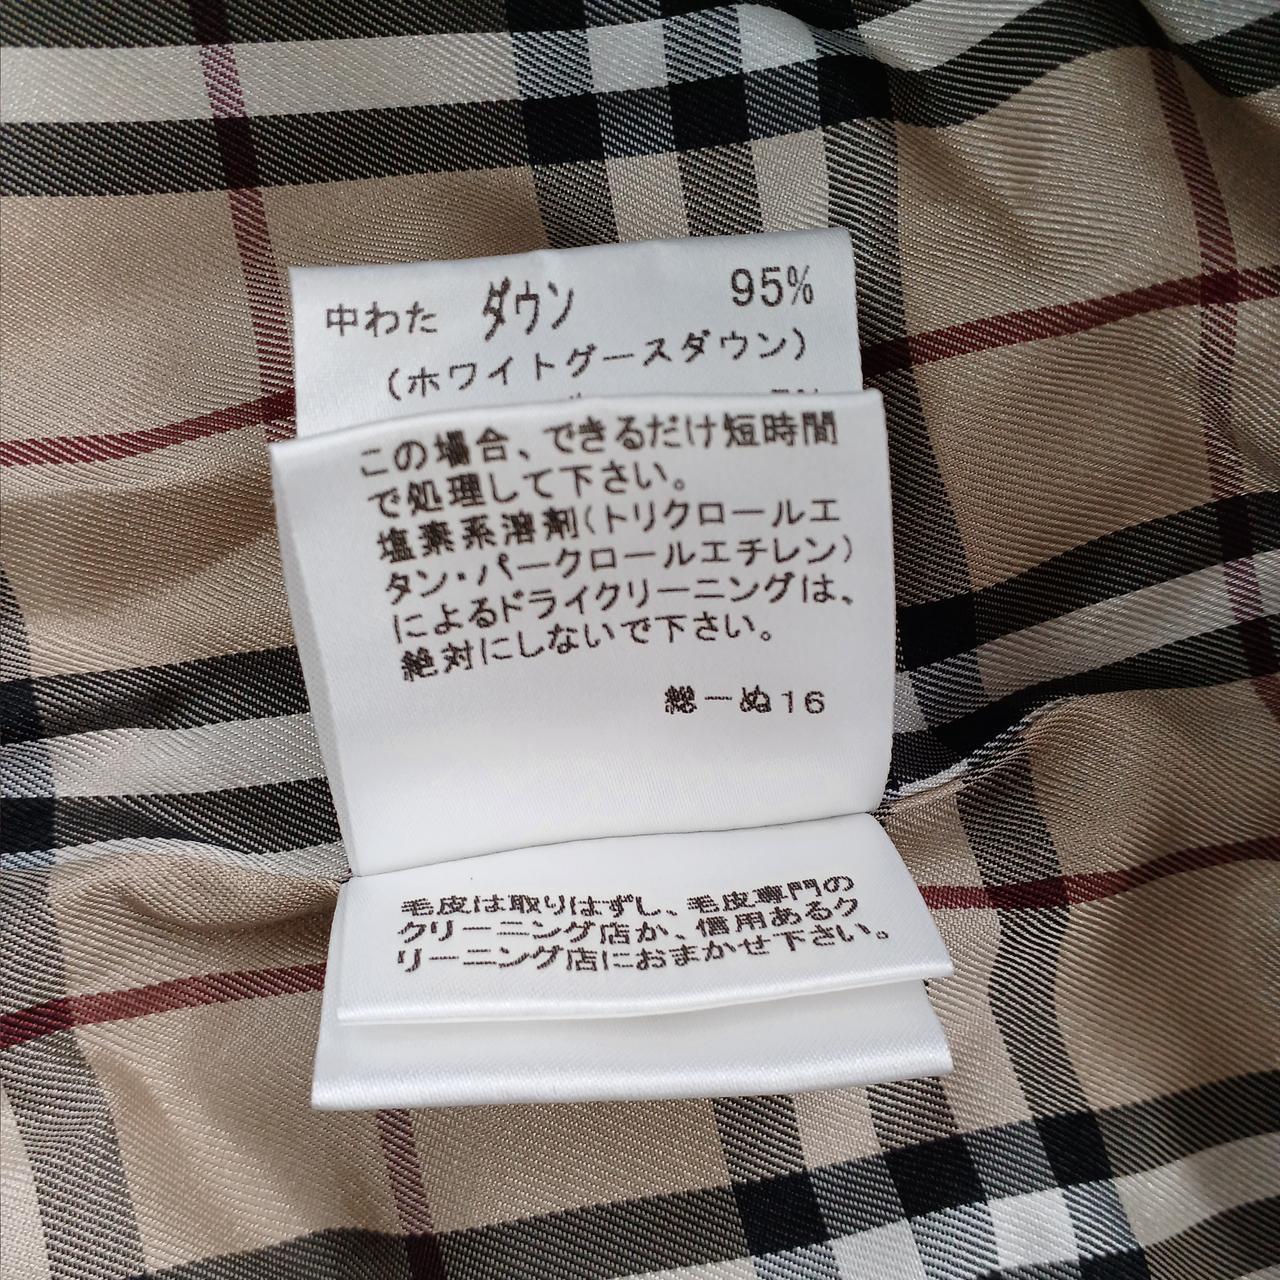 中わた ダウン 95%
(ホワイトグースダウン)
この場合、できるだけ短時間
で処理して下さい。
塩素系溶剤(トリクロールエ
タン・パークロールエチレン)
によるドライクリーニングは、
絶対にしないで下さい。
ーぬ16
毛皮は取りはずし、毛皮専門の
クリーニング店か、信用あるク
リーニング店におまかせ下さい。